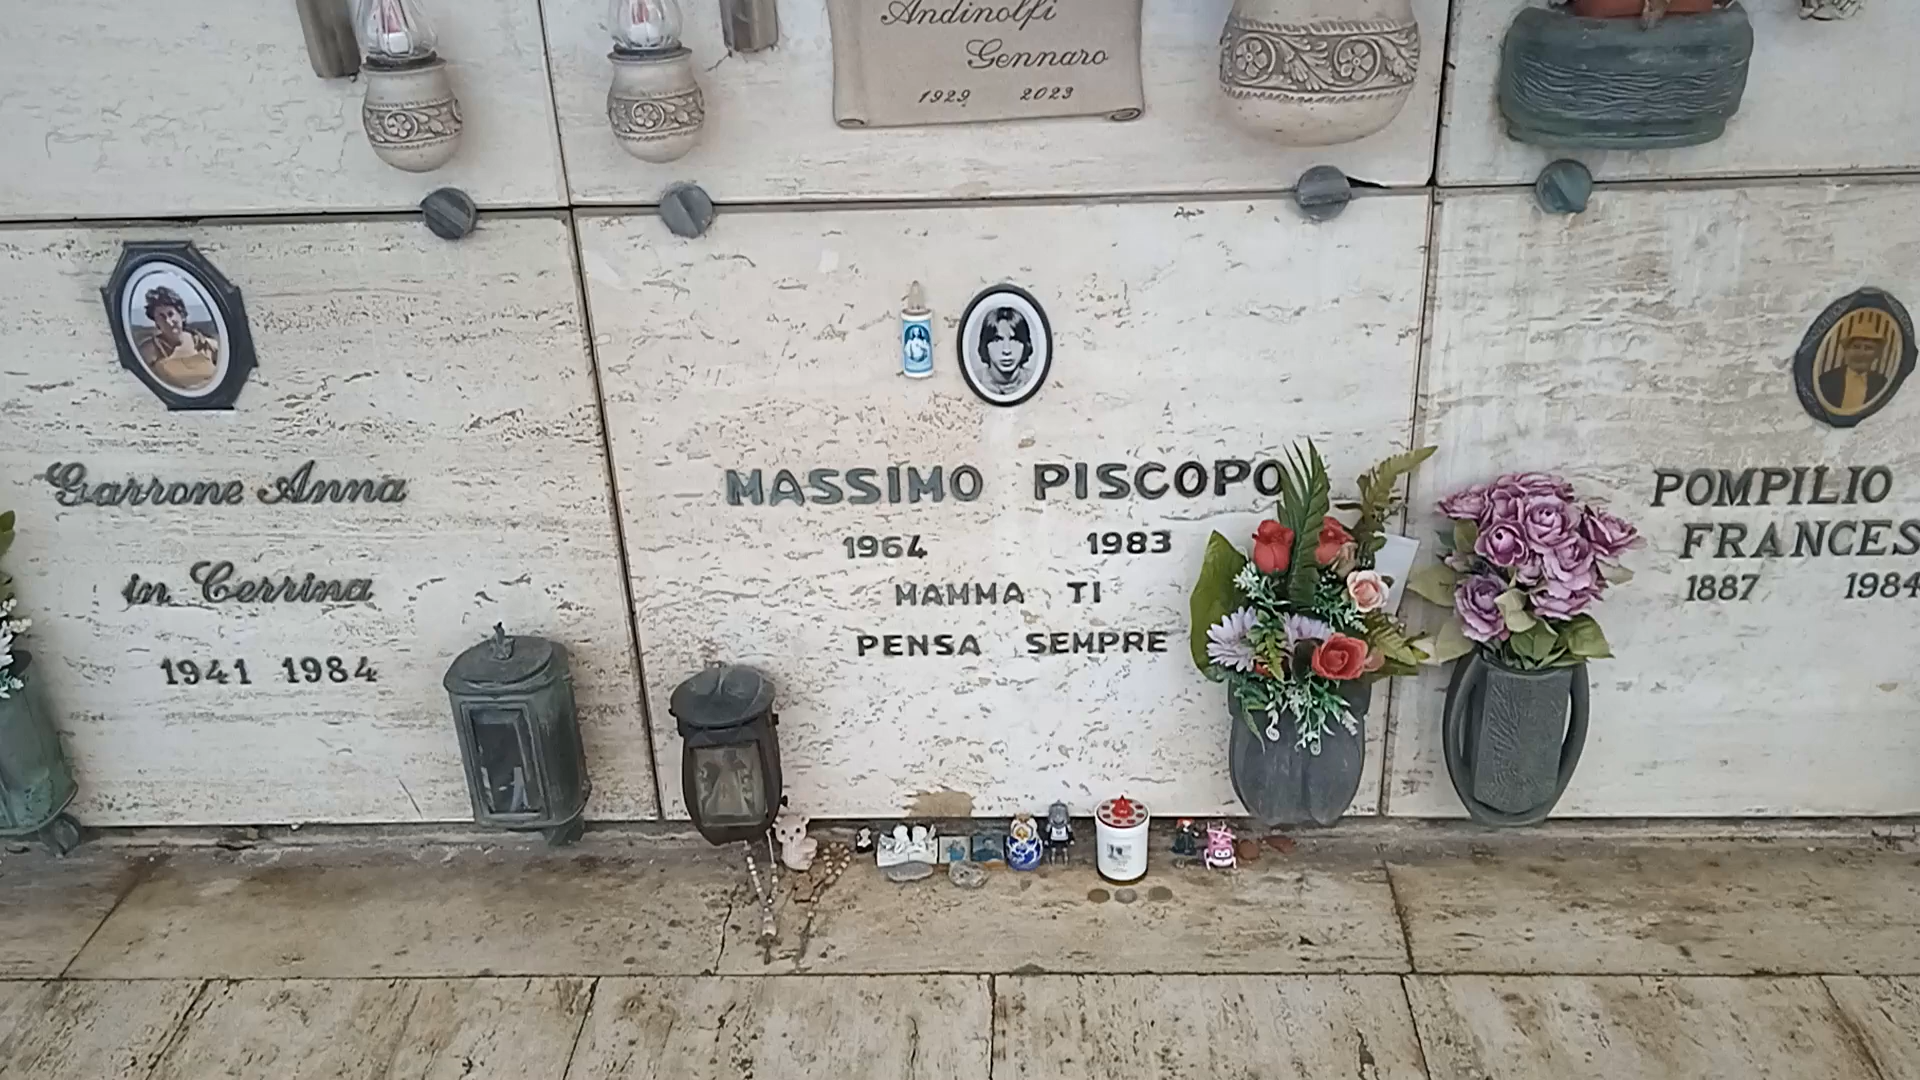 Andinolfi
Gennaro
1929 2023
Garrone Anna
in Cerrina
1941 1984
MASSIMO PISCOPO
1964 1983
MAMMA TI
PENSA SEMPRE
POMPILIO
FRANCES
1887 1984